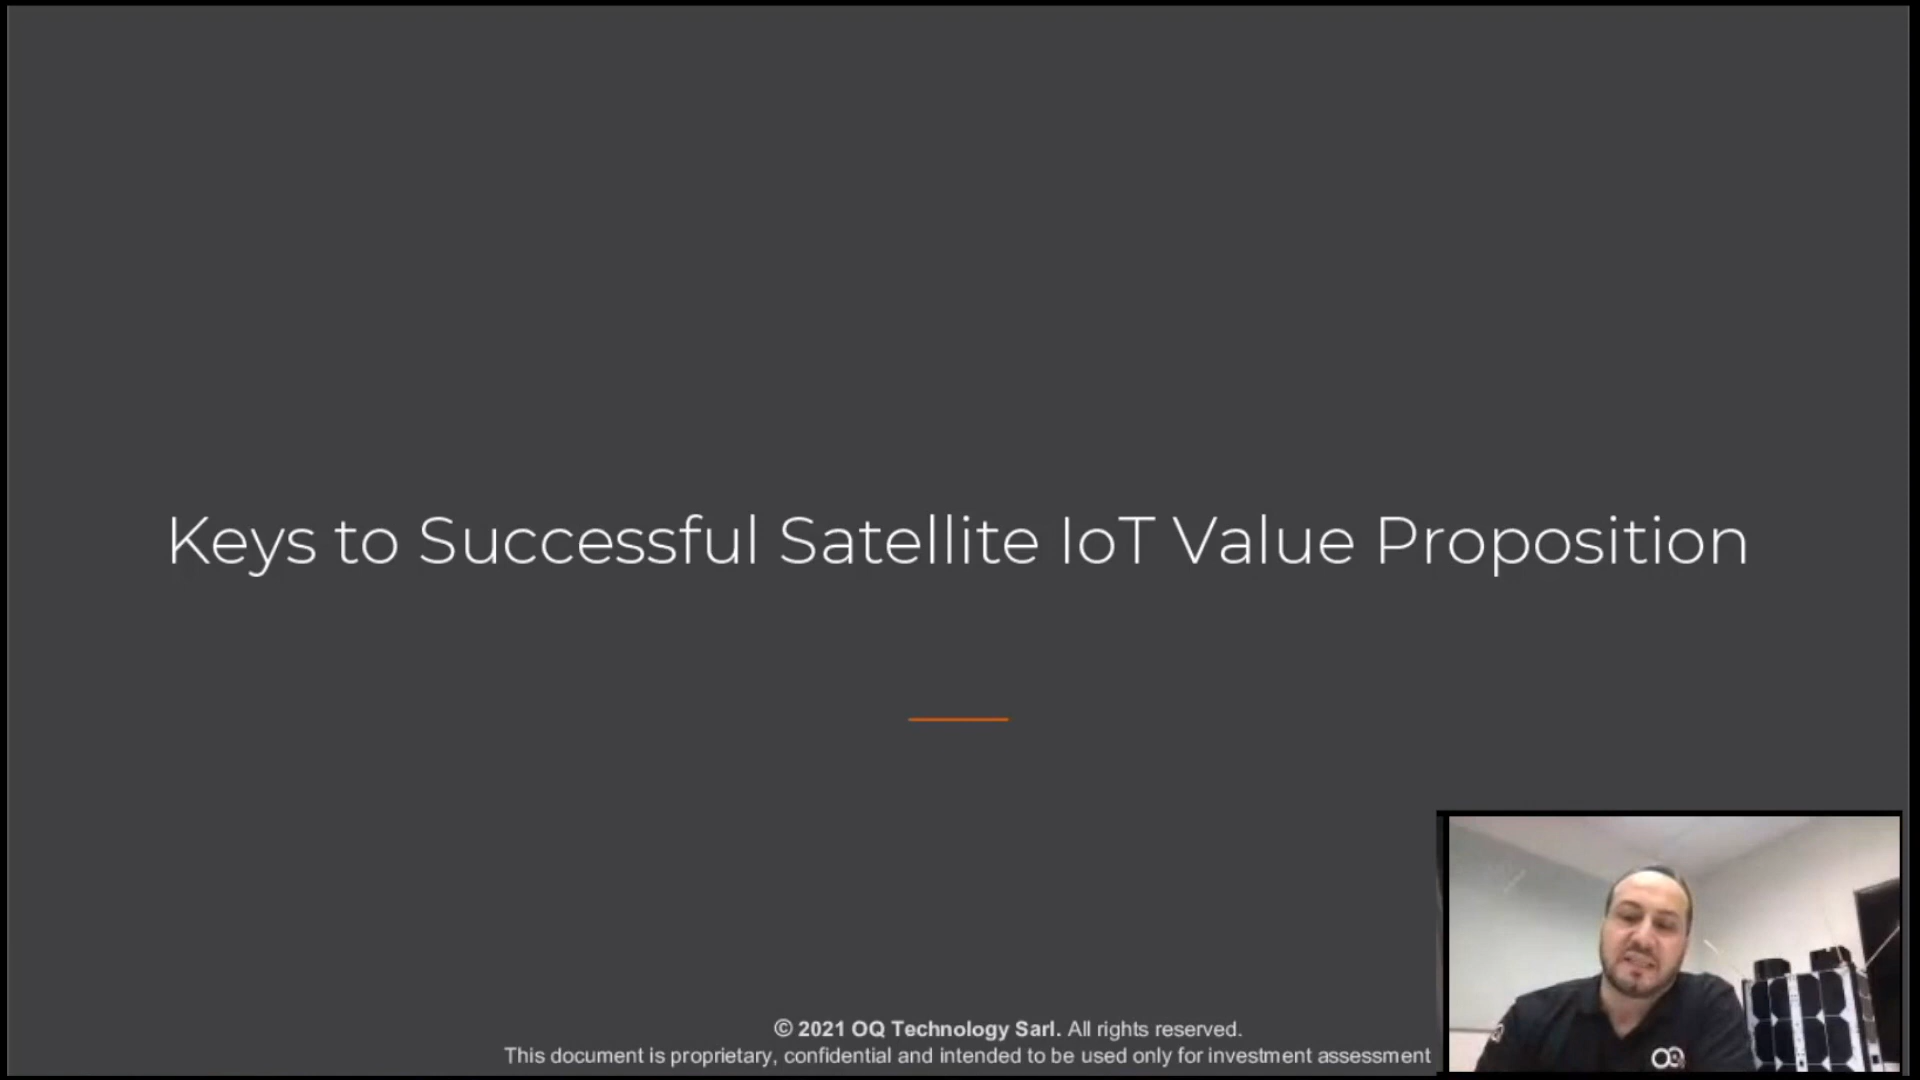 Keys to Successful Satellite IoT Value Proposition
© 2021 OQ Technology Sarl. All rights reserved.
This document is proprietary, confidential and intended to be used only for investment assessment
OQ